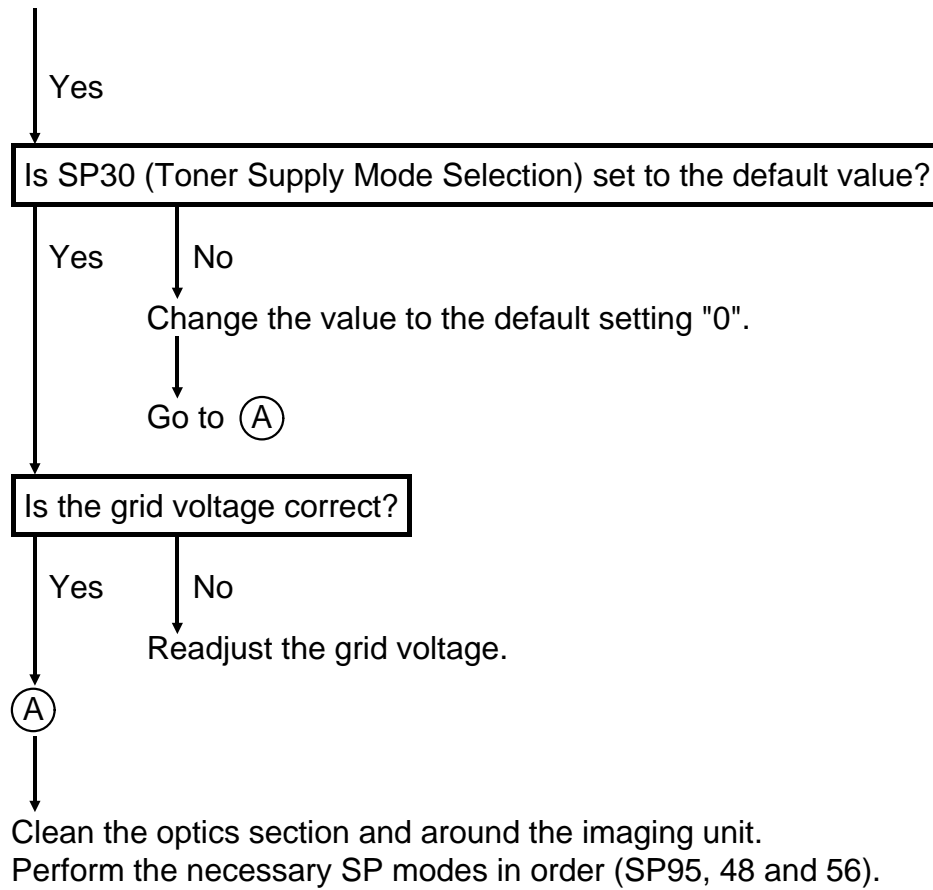 Yes
Is SP30 (Toner Supply Mode Selection) set to the default value?
Yes No
Change the value to the default setting "0".
Go to A
Is the grid voltage correct?
Yes No
Readjust the grid voltage.
A
Clean the optics section and around the imaging unit.
Perform the necessary SP modes in order (SP95, 48 and 56).